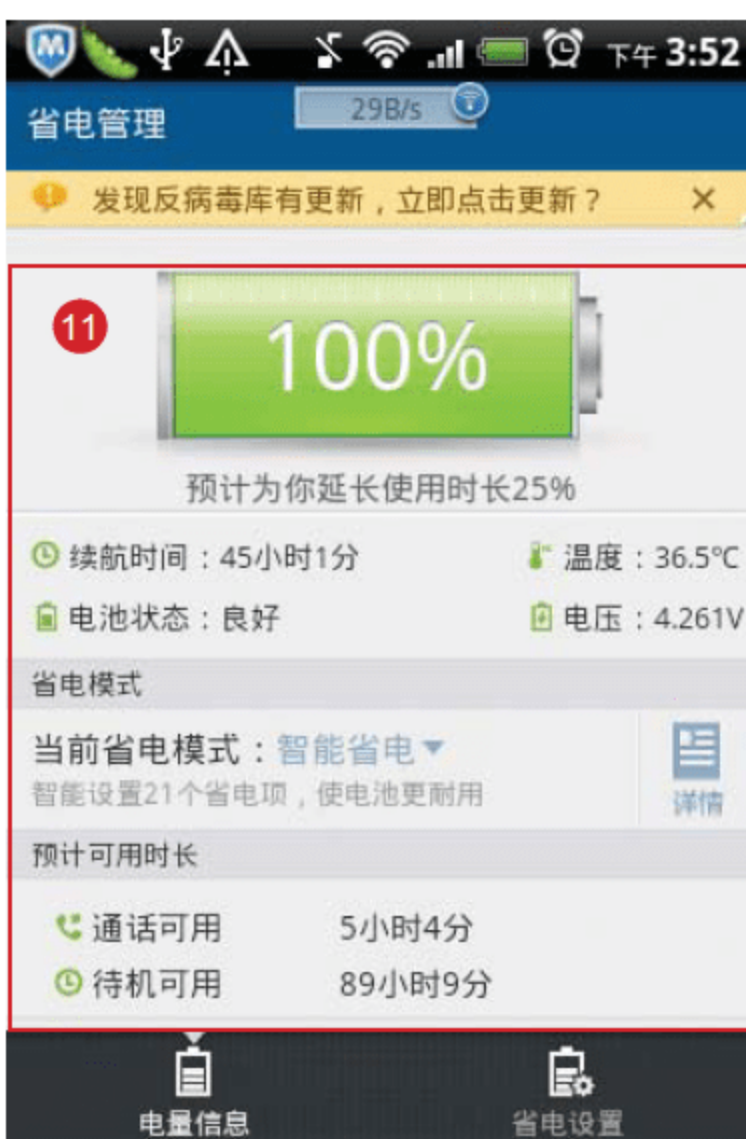 下午 3:52
省电管理
29B/s
发现反病毒库有更新，立即点击更新？
11
100%
预计为你延长使用时长25%
续航时间：45小时1分 温度：36.5℃
电池状态：良好 电压：4.261V
省电模式
当前省电模式：智能省电
智能设置21个省电项，使电池更耐用
详情
预计可用时长
通话可用 5小时4分
待机可用 89小时9分
电量信息 省电设置